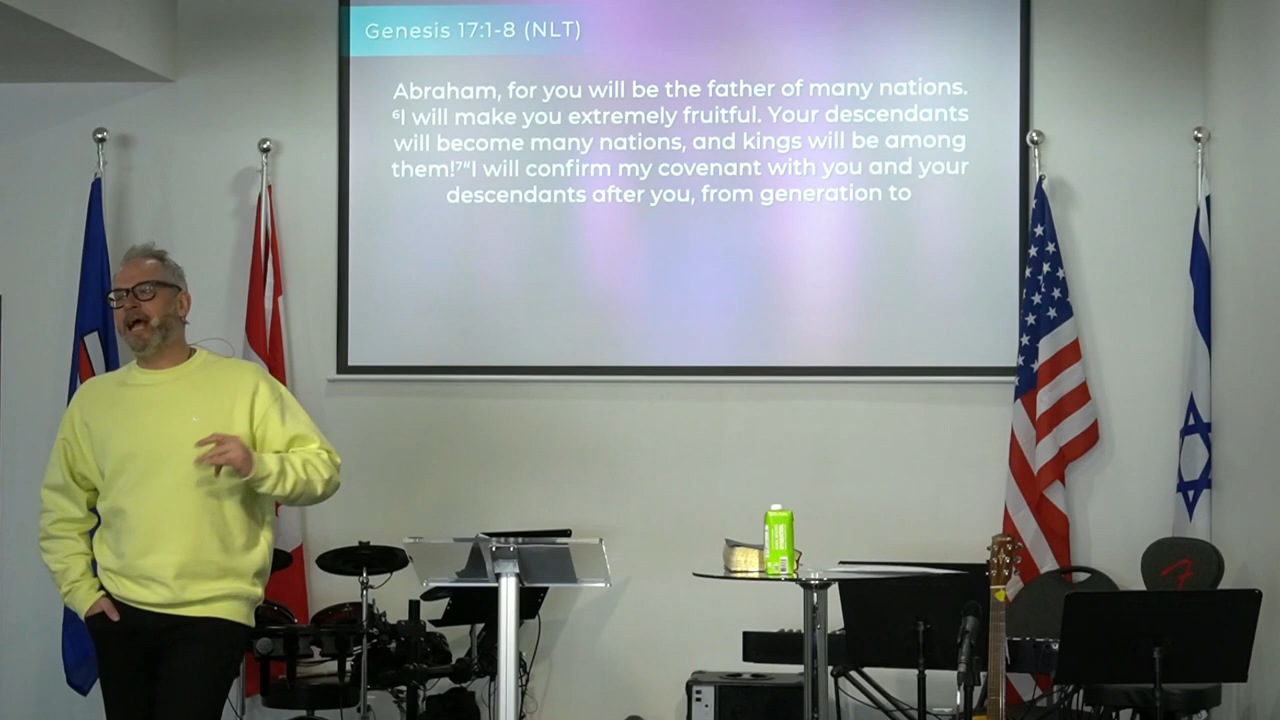 Genesis 17:1-8 (NLT)
Abraham, for you will be the father of many nations.
⁶I will make you extremely fruitful. Your descendants
will become many nations, and kings will be among
them!⁷“I will confirm my covenant with you and your
descendants after you, from generation to